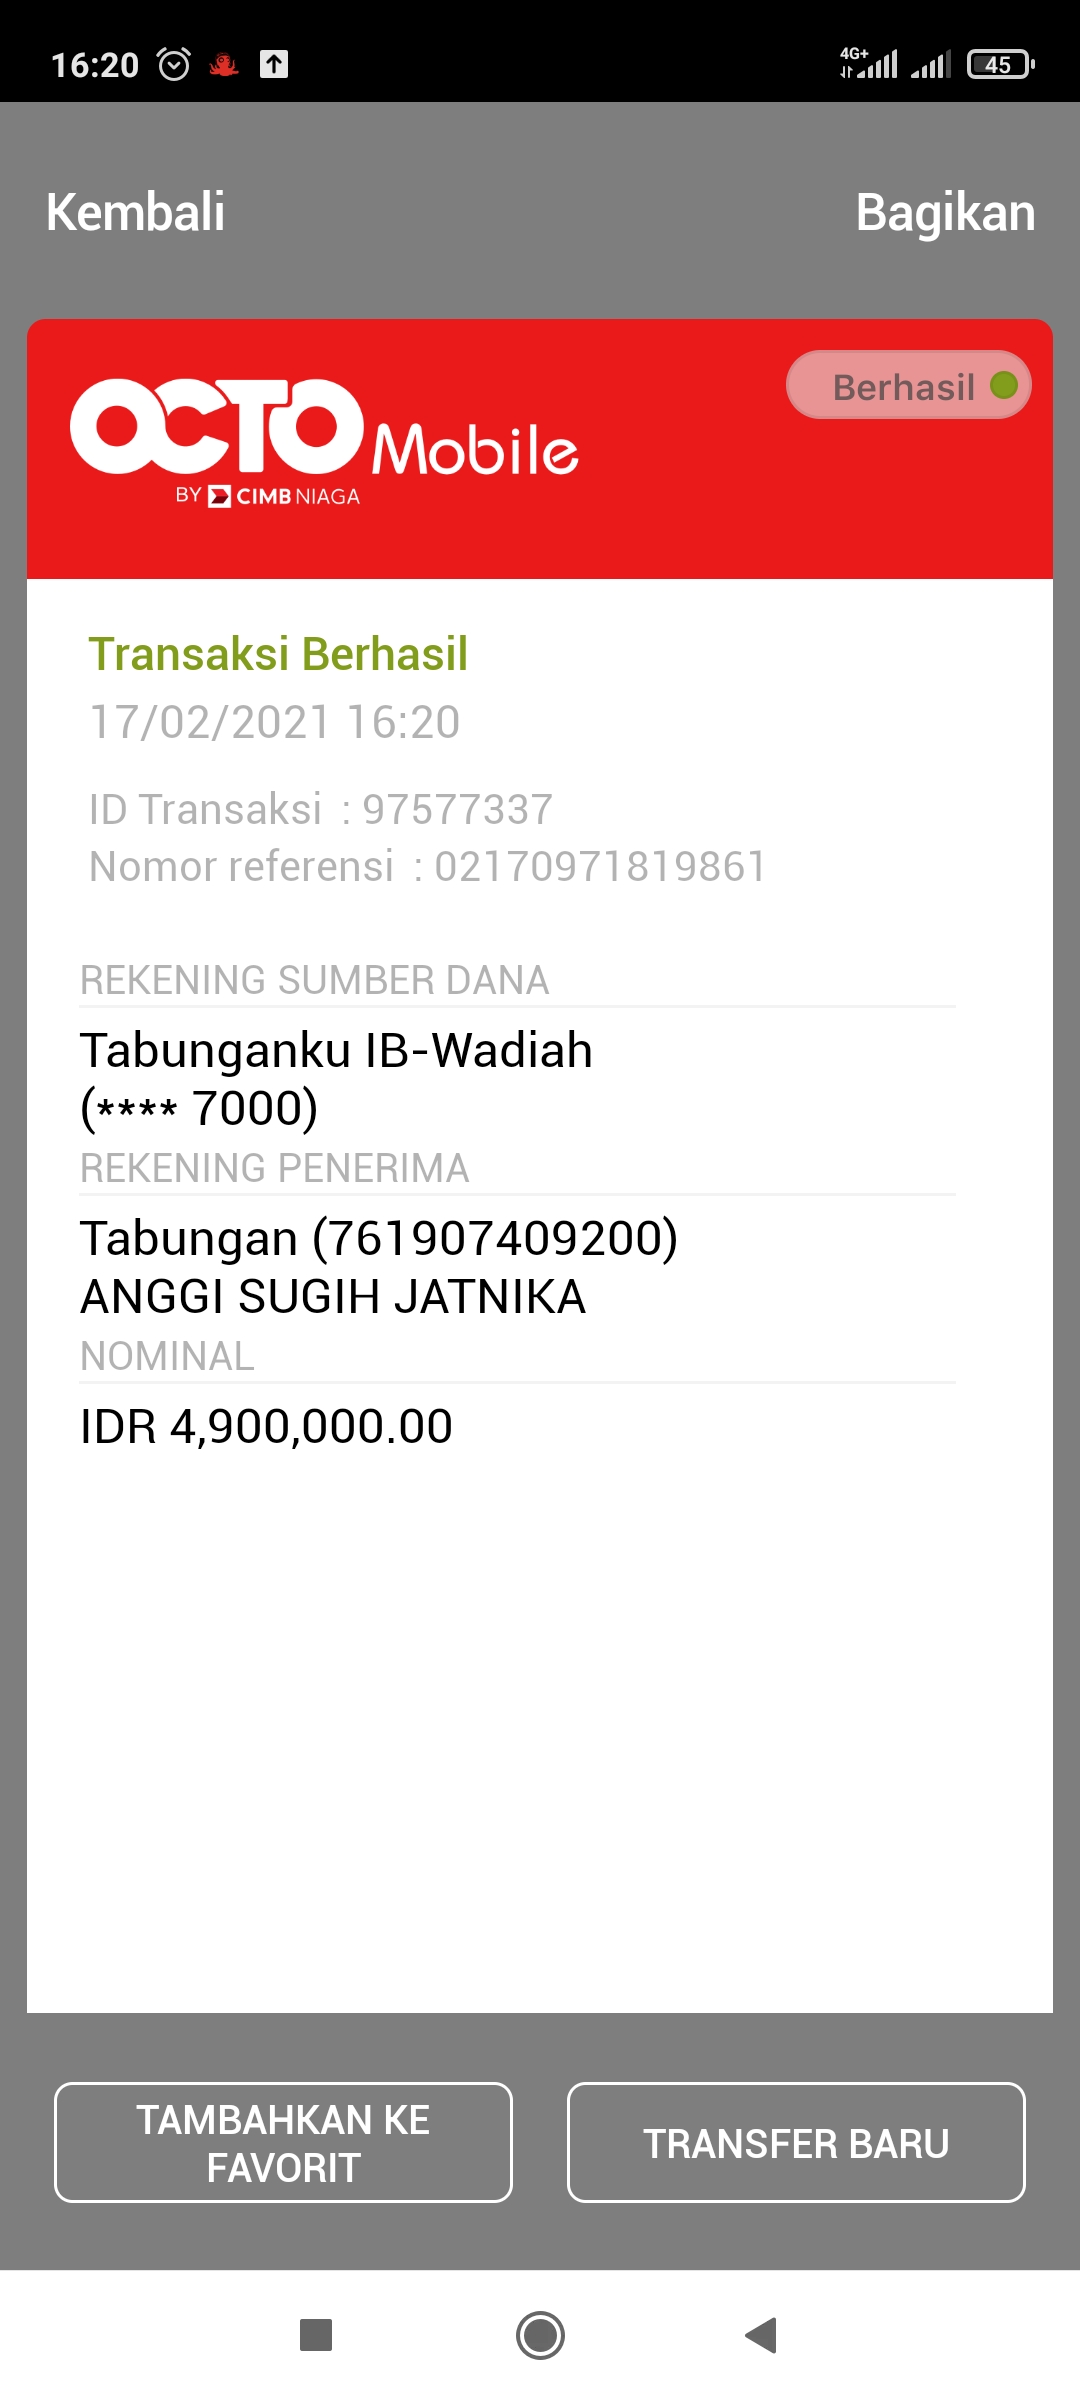 16:20
4G+
45
Kembali
Bagikan
Berhasil
OCTO Mobile
BY CIMB NIAGA
Transaksi Berhasil
17/02/2021 16:20
ID Transaksi : 97577337
Nomor referensi : 02170971819861
REKENING SUMBER DANA
Tabunganku IB-Wadiah
(**** 7000)
REKENING PENERIMA
Tabungan (761907409200)
ANGGI SUGIH JATNIKA
NOMINAL
IDR 4,900,000.00
TAMBAHKAN KE
FAVORIT
TRANSFER BARU